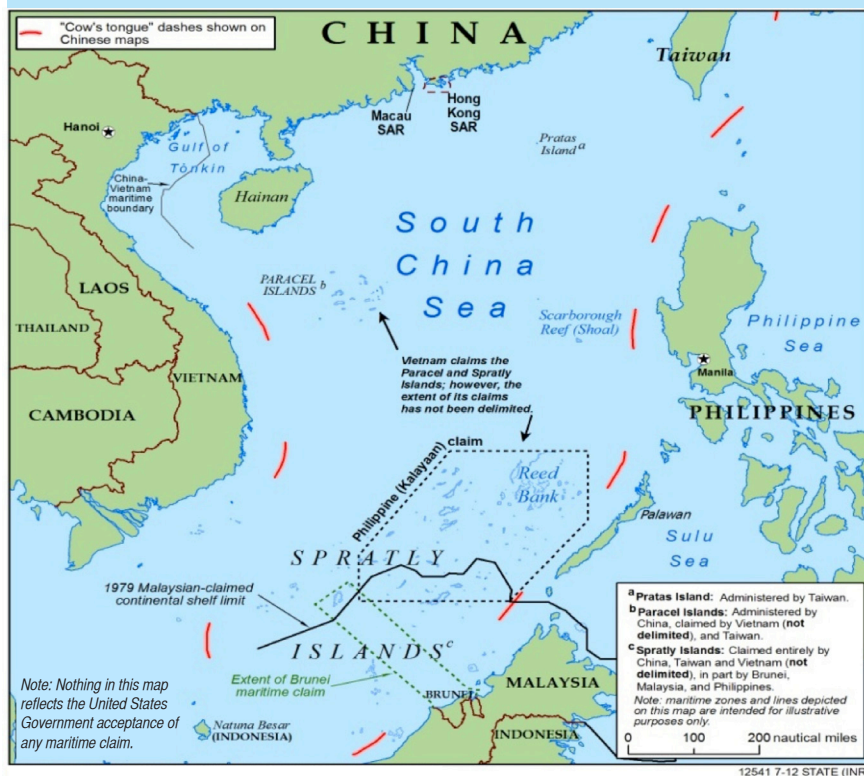 "Cow's tongue" dashes shown on
Chinese maps
CHINA
Taiwan
Hanoi
Macau
SAR
Hong
Kong
SAR
Pratas
Island a
Gulf of
Tonkin
China-
Vietnam
maritime
boundary
Hainan
South
China
Sea
PARACEL
ISLANDS b
LAOS
THAILAND
VIETNAM
CAMBODIA
Scarborough
Reef (Shoal)
Philippine
Sea
Manila
PHILIPPINES
Vietnam claims the
Paracel and Spratly
Islands; however, the
extent of its claims
has not been delimited.
Philippine (Kalayaan) claim
Reed
Bank
Palawan
Sulu
Sea
SPRATLY
ISLANDS c
1979 Malaysian-claimed
continental shelf limit
Extent of Brunei
maritime claim
BRUNEI
MALAYSIA
INDONESIA
Natuna Besar
(INDONESIA)
Note: Nothing in this map
reflects the United States
Government acceptance of
any maritime claim.
a Pratas Island: Administered by Taiwan.
b Paracel Islands: Administered by
China, claimed by Vietnam (not
delimited), and Taiwan.
c Spratly Islands: Claimed entirely by
China, Taiwan and Vietnam (not
delimited), in part by Brunei,
Malaysia, and Philippines.
Note: maritime zones and lines depicted
on this map are intended for illustrative
purposes only.
0 100 200 nautical miles
12541 7-12 STATE (INR